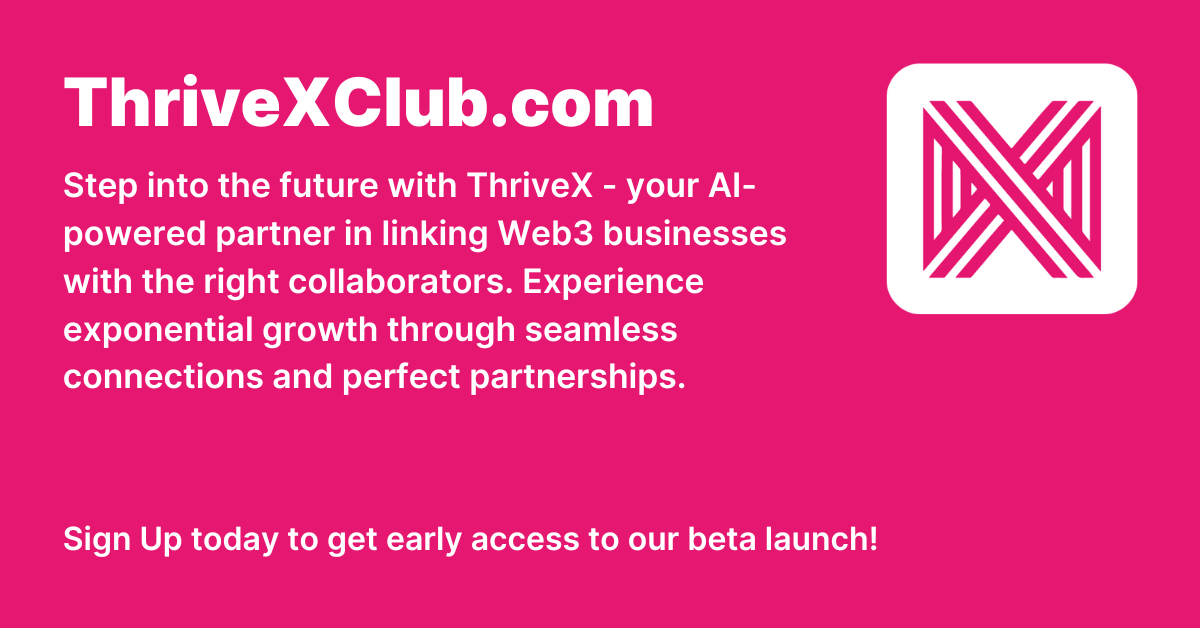 ThriveXClub.com
Step into the future with ThriveX - your AI-
powered partner in linking Web3 businesses
with the right collaborators. Experience
exponential growth through seamless
connections and perfect partnerships.
Sign Up today to get early access to our beta launch!